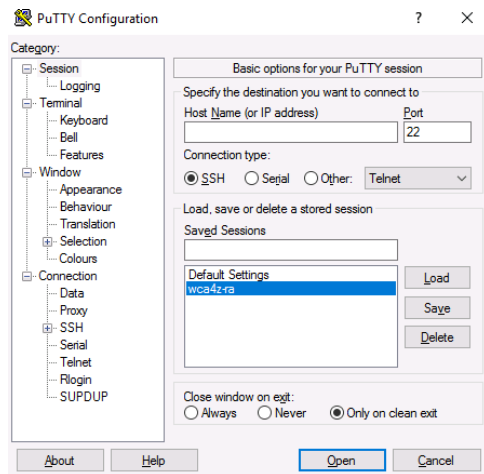 PuTTY Configuration
?
Category:
Session
Logging
Terminal
Keyboard
Bell
Features
Window
Appearance
Behaviour
Translation
Selection
Colours
Connection
Data
Proxy
SSH
Serial
Telnet
Rlogin
SUPDUP
Basic options for your PuTTY session
Specify the destination you want to connect to
Host Name (or IP address) Port
22
Connection type:
SSH Serial Other: Telnet
Load, save or delete a stored session
Saved Sessions
Default Settings
wca4z-ra
Load
Save
Delete
Close window on exit:
Always Never Only on clean exit
About Help Open Cancel